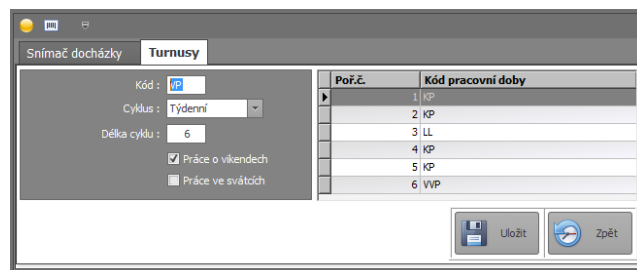 Snímač docházky Turnusy
Kód : VP
Cyklus : Týdenní
Délka cyklu : 6
Práce o vikendech
Práce ve svátcích
Poř.č. Kód pracovní doby
1 KP
2 KP
3 LL
4 KP
5 KP
6 VVP
Uložit Zpět